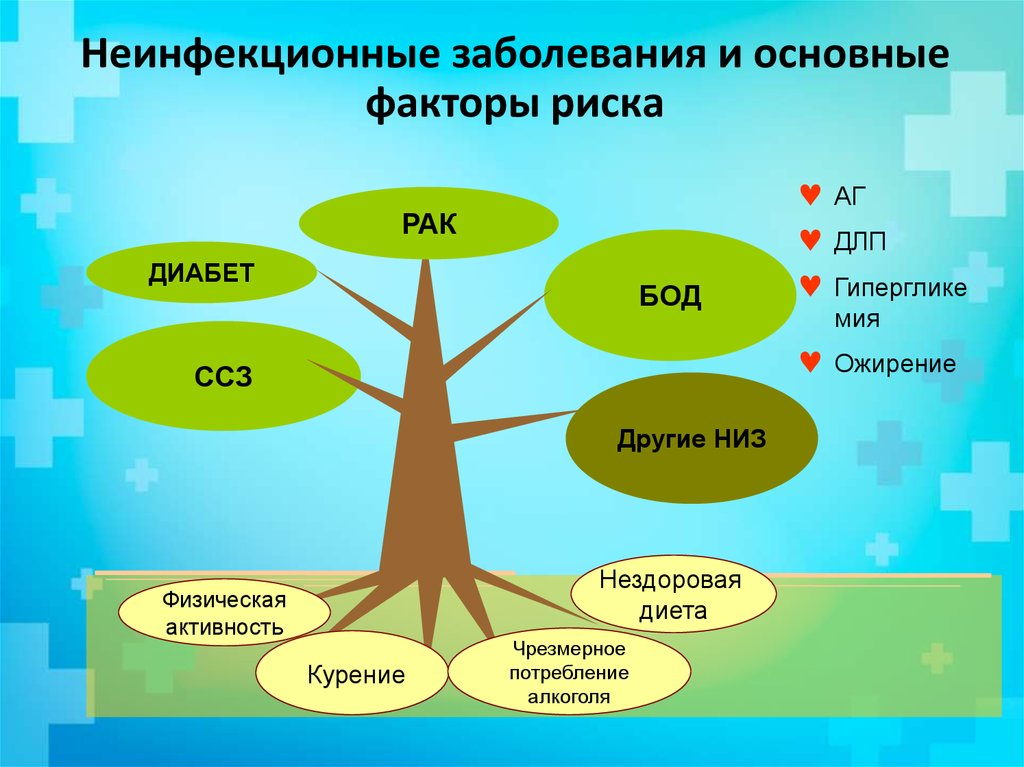 Неинфекционные заболевания и основные
факторы риска
РАК
ДИАБЕТ
БОД
ССЗ
Другие НИЗ
♥ АГ
♥ ДЛП
♥ Гипергликe
мия
♥ Ожирение
Физическая
активность
Курение
Чрезмерное
потребление
алкоголя
Нездоровая
диета